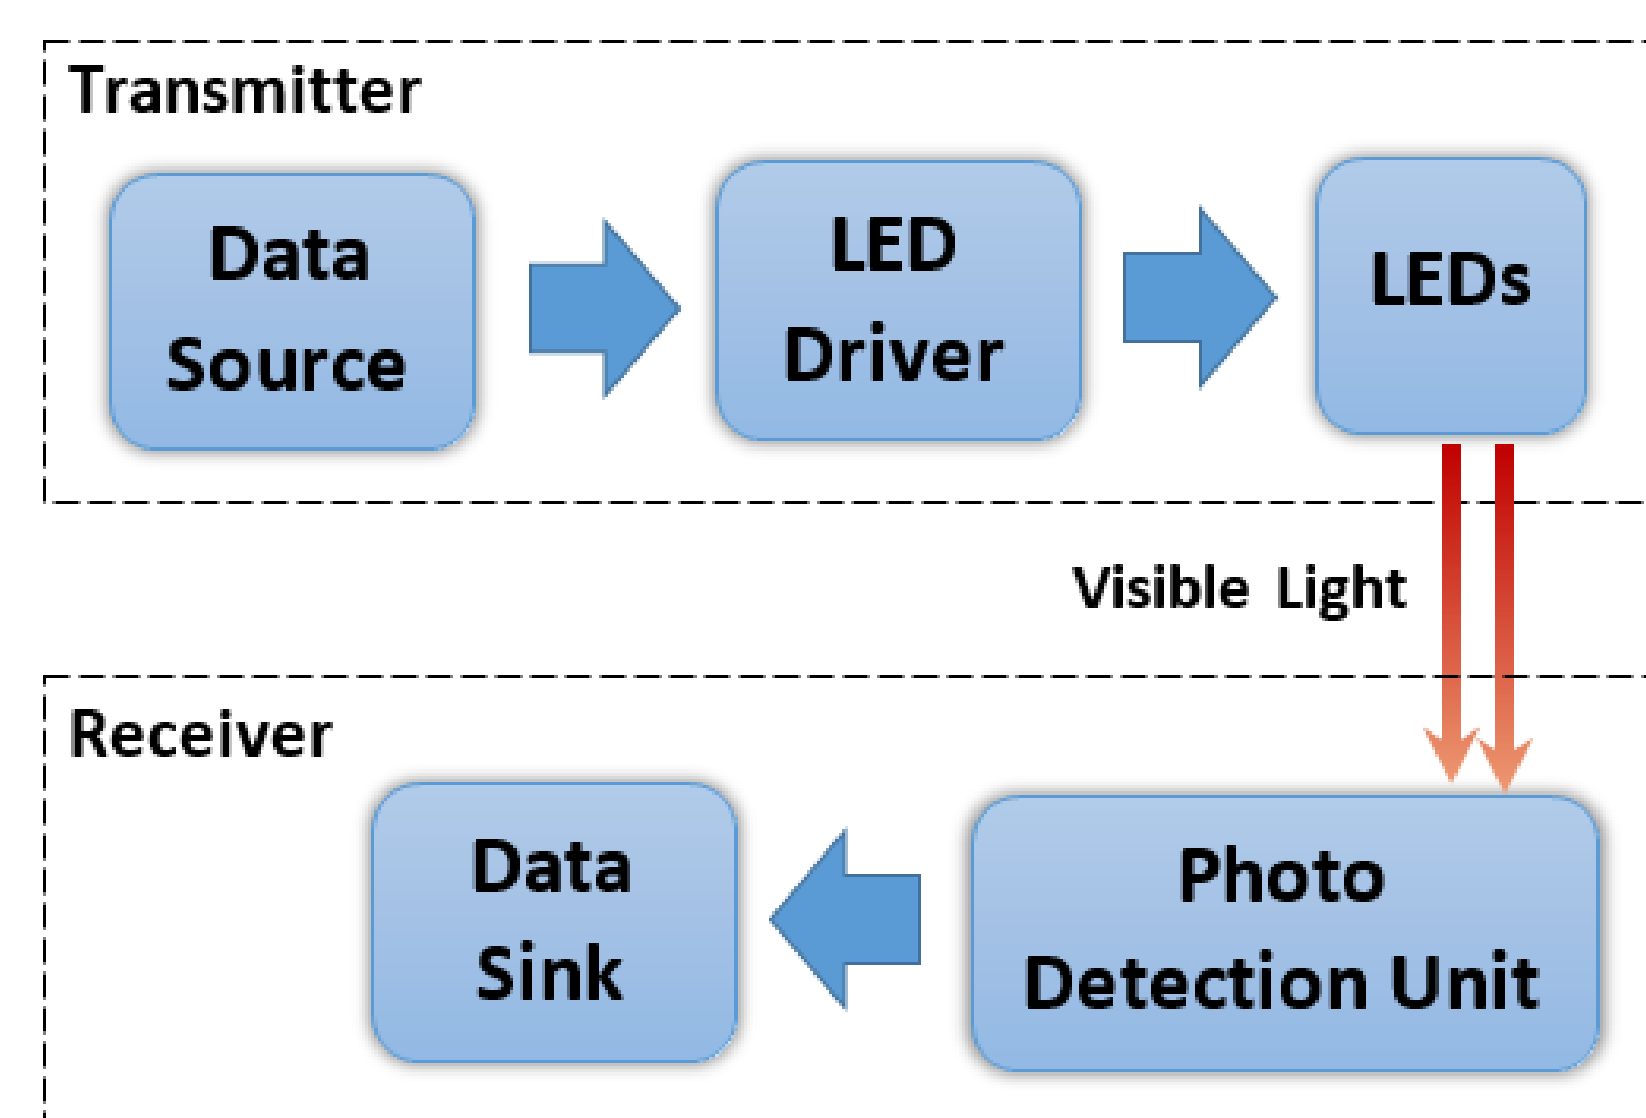 Transmitter
Data
Source
LED
Driver
LEDs
Visible Light
Receiver
Data
Sink
Photo
Detection Unit